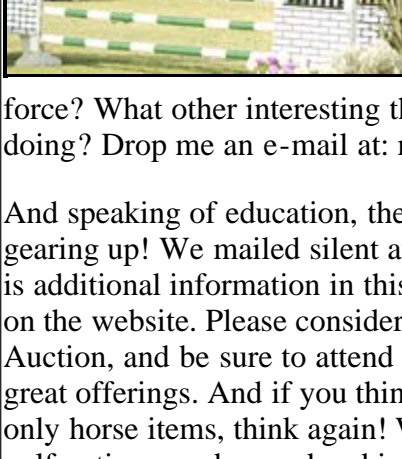 force? What other interesting
doing? Drop me an e-mail at:
And speaking of education, the
gearing up! We mailed silent
is additional information in this
on the website. Please consider
Auction, and be sure to attend
great offerings. And if you
only horse items, think again!